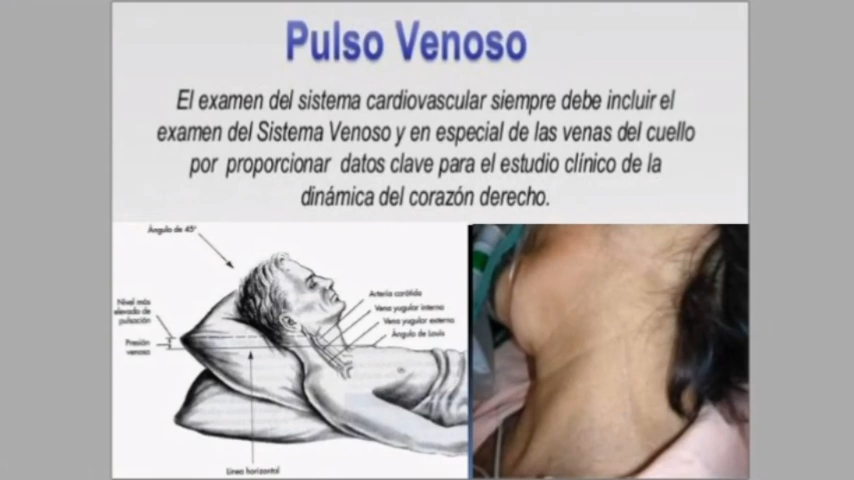 Pulso Venoso
El examen del sistema cardiovascular siempre debe incluir el
examen del Sistema Venoso y en especial de las venas del cuello
por proporcionar datos clave para el estudio clínico de la
dinámica del corazón derecho.
Ángulo de 45°
Nivel más
elevado de
pulsación
Presión
venosa
Arteria carótida
Vena yugular interna
Vena yugular externa
Ángulo de Louis
Línea horizontal